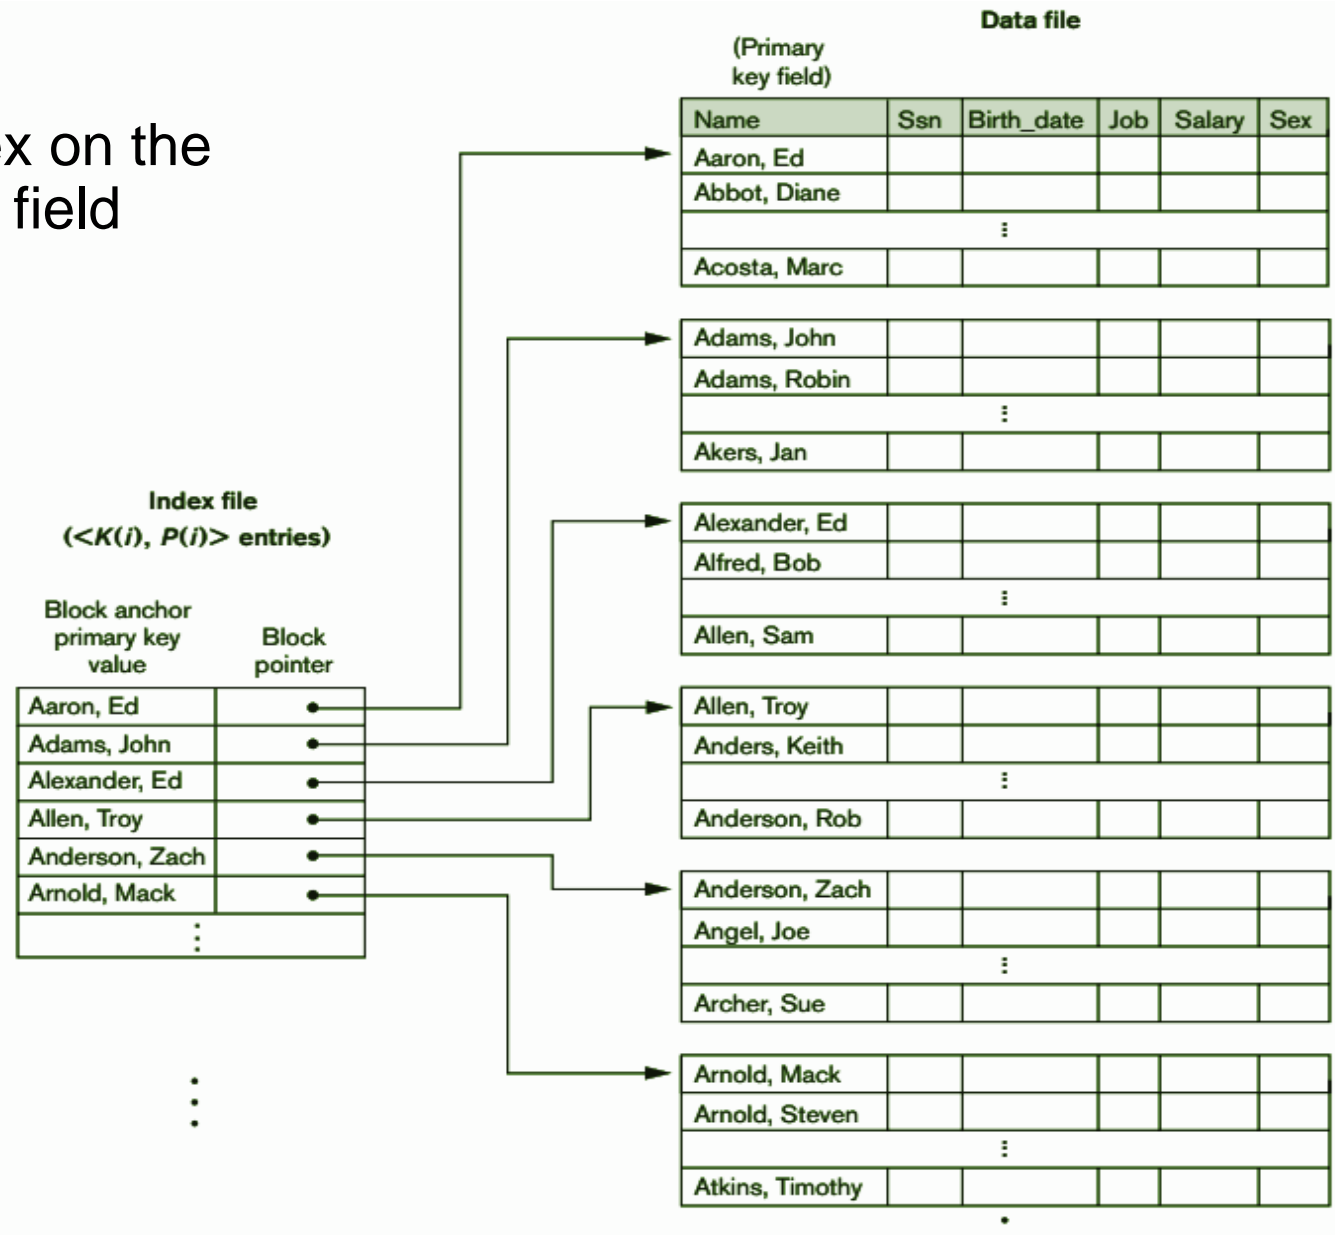 ex on the
field
Data file
(Primary
key field)
Name Ssn Birth_date Job Salary Sex
Aaron, Ed
Abbot, Diane
⋮
Acosta, Marc
Adams, John
Adams, Robin
⋮
Akers, Jan
Alexander, Ed
Alfred, Bob
⋮
Allen, Sam
Allen, Troy
Anders, Keith
⋮
Anderson, Rob
Anderson, Zach
Angel, Joe
⋮
Archer, Sue
Arnold, Mack
Arnold, Steven
⋮
Atkins, Timothy
Index file
(<K(i), P(i)> entries)
Block anchor
primary key
value
Block
pointer
Aaron, Ed
Adams, John
Alexander, Ed
Allen, Troy
Anderson, Zach
Arnold, Mack
⋮
⋮